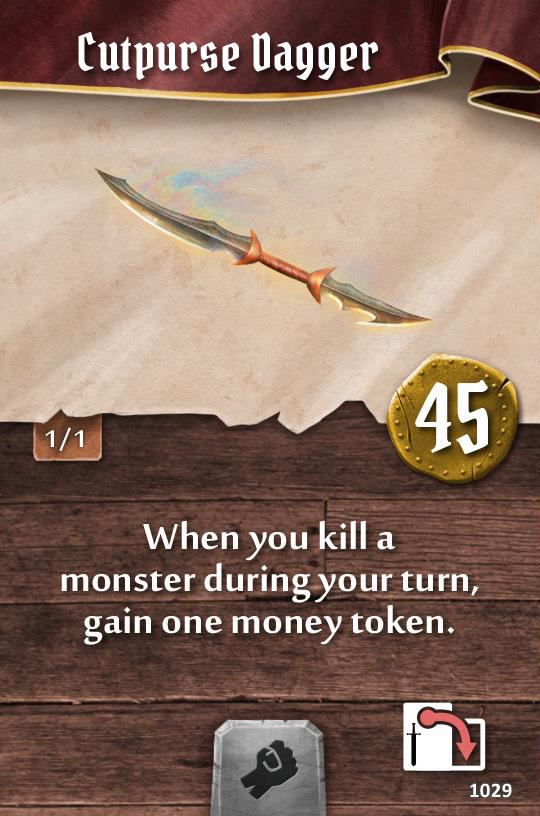 Cutpurse Dagger
45
1/1
When you kill a
monster during your turn,
gain one money token.
1029